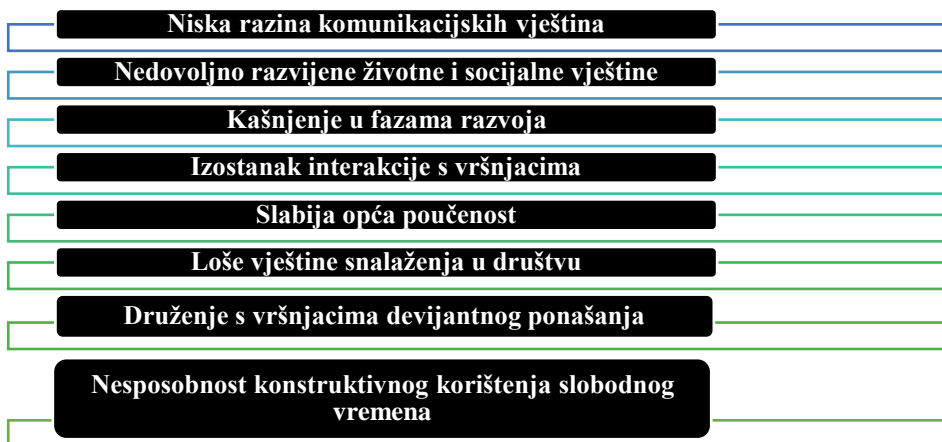 Niska razina komunikacijskih vještina
Nedovoljno razvijene životne i socijalne vještine
Kašnjenje u fazama razvoja
Izostanak interakcije s vršnjacima
Slabija opća poučenost
Loše vještine snalaženja u društvu
Druženje s vršnjacima devijantnog ponašanja
Nesposobnost konstruktivnog korištenja slobodnog
vremena